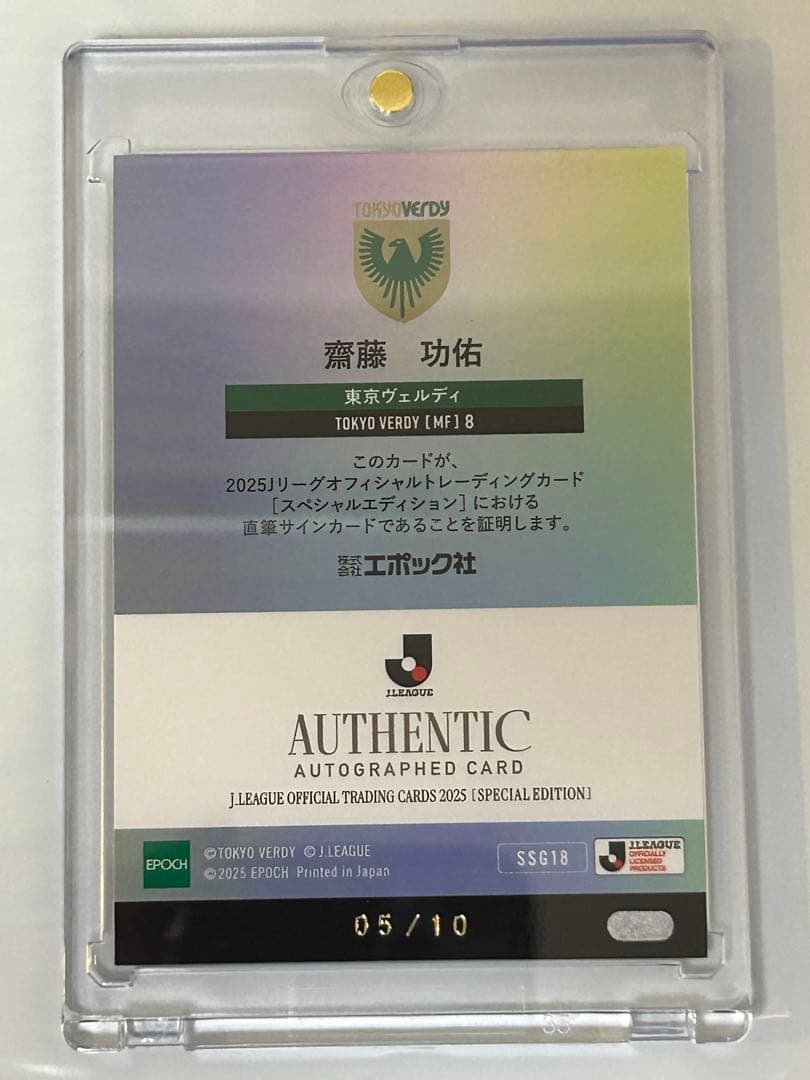 TOKYO VERDY
齋藤 功佑
東京ヴェルディ
TOKYO VERDY [MF] 8
このカードが、
2025Jリーグオフィシャルトレーディングカード
[スペシャルエディション]における
直筆サインカードであることを証明します。
株式会社エポック社
J.LEAGUE
AUTHENTIC
AUTOGRAPHED CARD
J.LEAGUE OFFICIAL TRADING CARDS 2025 [SPECIAL EDITION]
EPOCH
©TOKYO VERDY ©J.LEAGUE
©2025 EPOCH Printed in Japan
SSG18
J.LEAGUE
OFFICIALLY
LICENSED
PRODUCTS
05/10